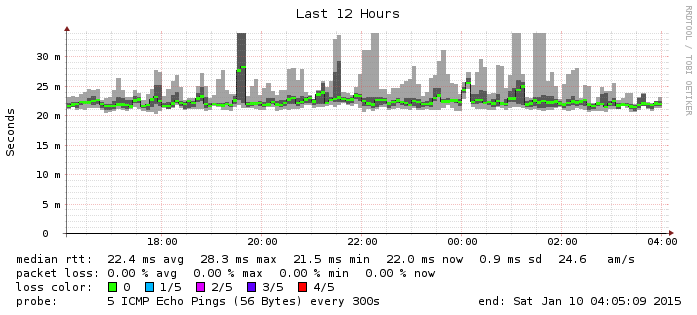 Last 12 Hours
RRDTOOL / TOBI OETIKER
Seconds
30 m
25 m
20 m
15 m
10 m
5 m
0
18:00 20:00 22:00 00:00 02:00 04:00
median rtt: 22.4 ms avg 28.3 ms max 21.5 ms min 22.0 ms now 0.9 ms sd 24.6 am/s
packet loss: 0.00 % avg 0.00 % max 0.00 % min 0.00 % now
loss color: 0 1/5 2/5 3/5 4/5
probe: 5 ICMP Echo Pings (56 Bytes) every 300s end: Sat Jan 10 04:05:09 2015